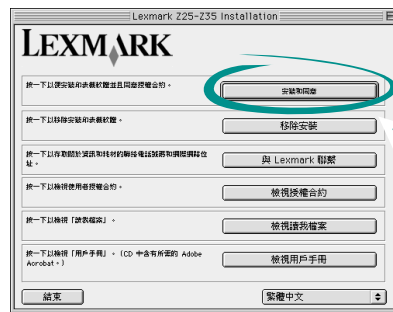 Lexmark Z25-Z35 Installation
LEXMARK
按一下以便安裝印表機軟體並且同意授權合約。
安裝和同意
按一下以移除安裝印表機軟體。
移除安裝
按一下以存取關於資訊和耗材的聯絡電話號碼和網際網路位
址。
與 Lexmark 聯繫
按一下以檢視使用者授權合約。
檢視授權合約
按一下以檢視「讀我檔案」。
檢視讀我檔案
按一下以檢視「用戶手冊」。(CD 中含有所需的 Adobe
Acrobat。)
檢視用戶手冊
結束
繁體中文